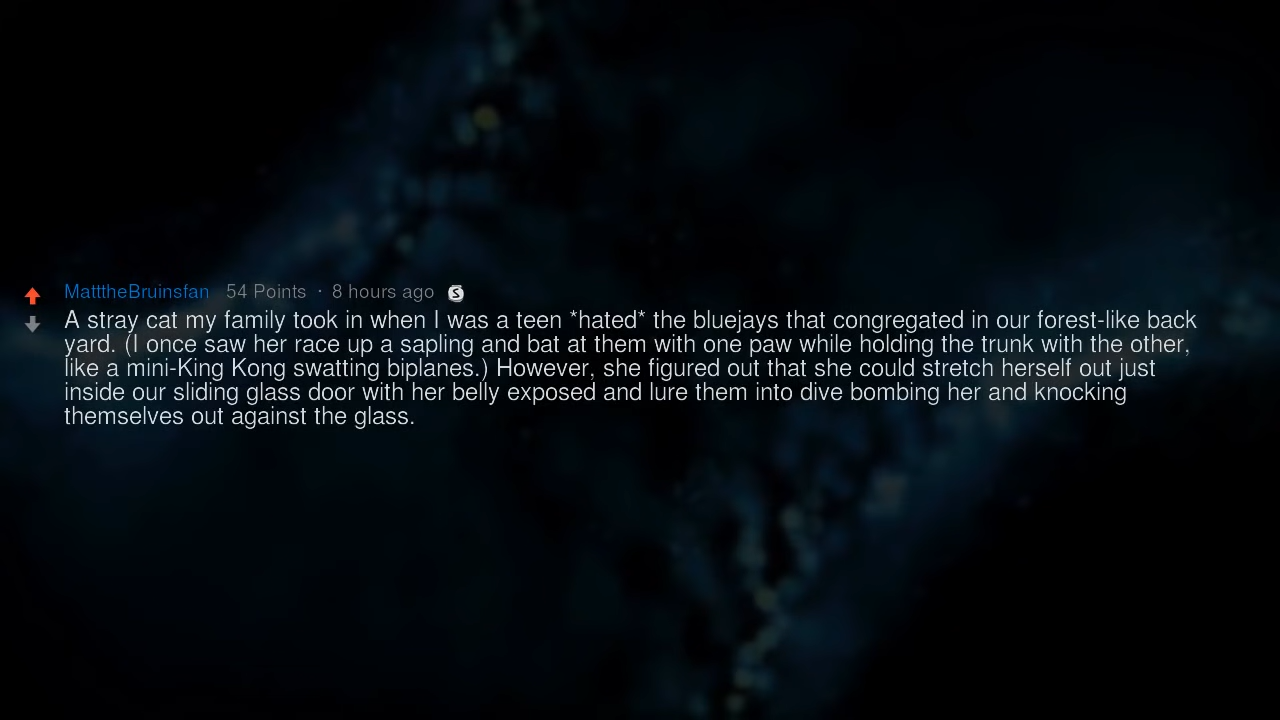 MatttheBruinsfan 54 Points · 8 hours ago S
A stray cat my family took in when I was a teen *hated* the bluejays that congregated in our forest-like back
yard. (I once saw her race up a sapling and bat at them with one paw while holding the trunk with the other,
like a mini-King Kong swatting biplanes.) However, she figured out that she could stretch herself out just
inside our sliding glass door with her belly exposed and lure them into dive bombing her and knocking
themselves out against the glass.